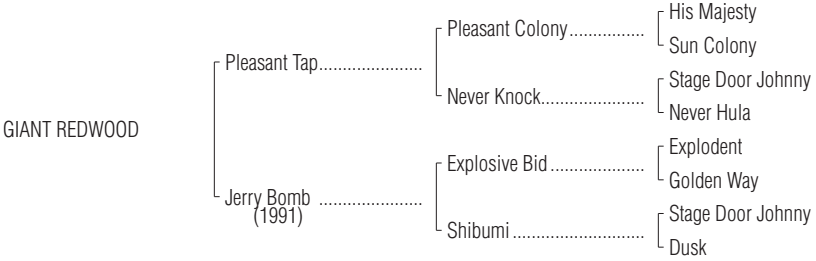 His Majesty
Pleasant Colony................
Sun Colony
Pleasant Tap......................
Stage Door Johnny
Never Knock......................
Never Hula
GIANT REDWOOD
Explodent
Explosive Bid ....................
Golden Way
Jerry Bomb ......................
(1991)
Stage Door Johnny
Shibumi ............................
Dusk